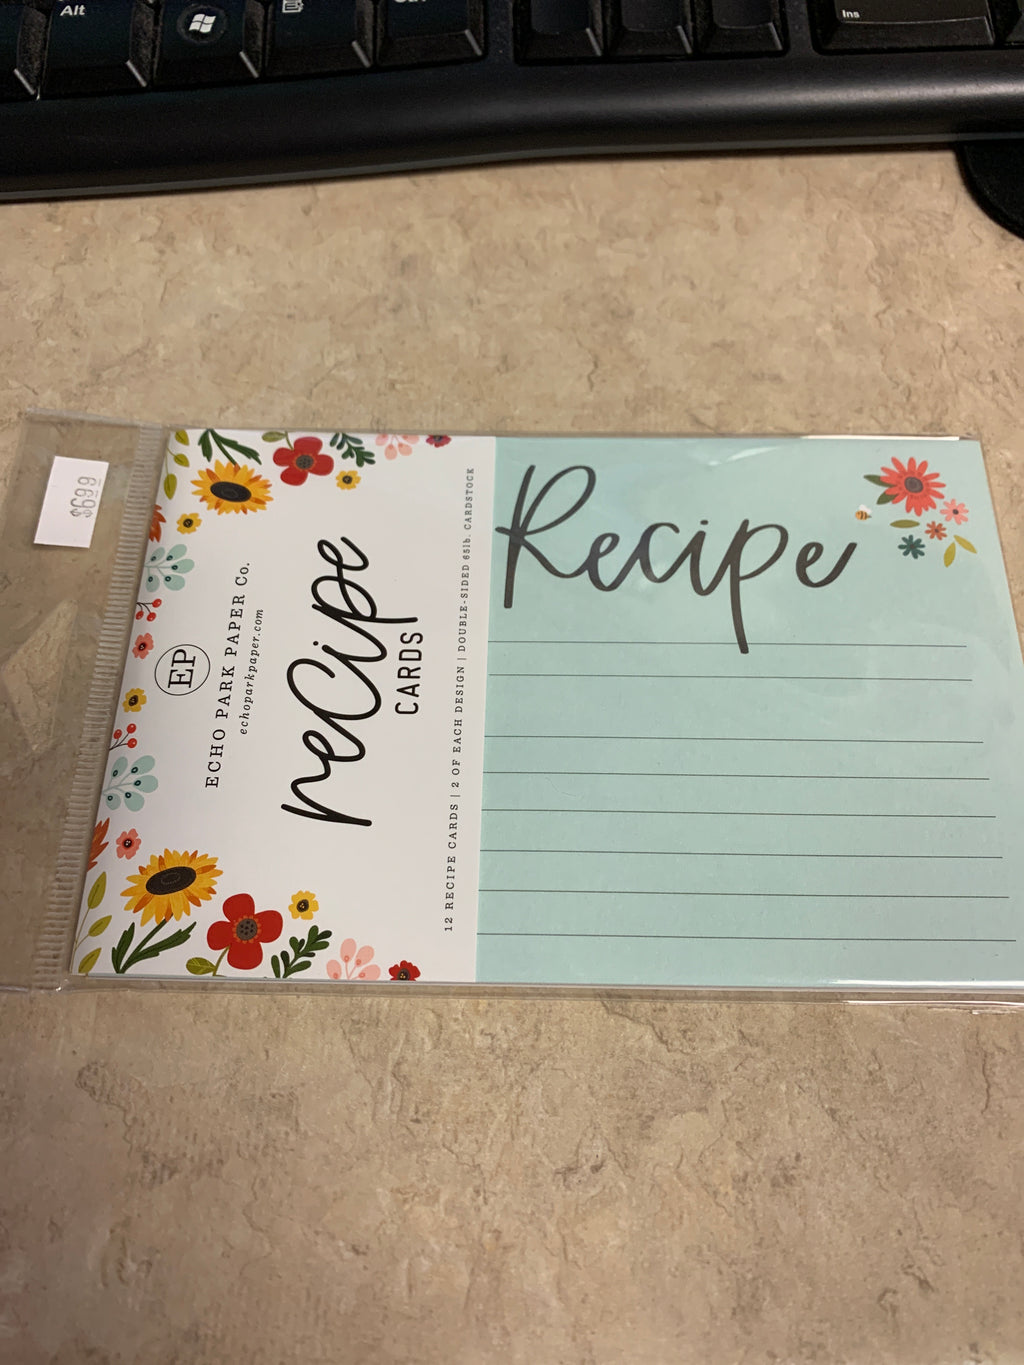 Alt
Ins
$6.99
EP
ECHO PARK PAPER Co.
echoparkpaper.com
recipe
CARDS
12 RECIPE CARDS | 2 OF EACH DESIGN | DOUBLE-SIDED 65lb. CARDSTOCK
Recipe